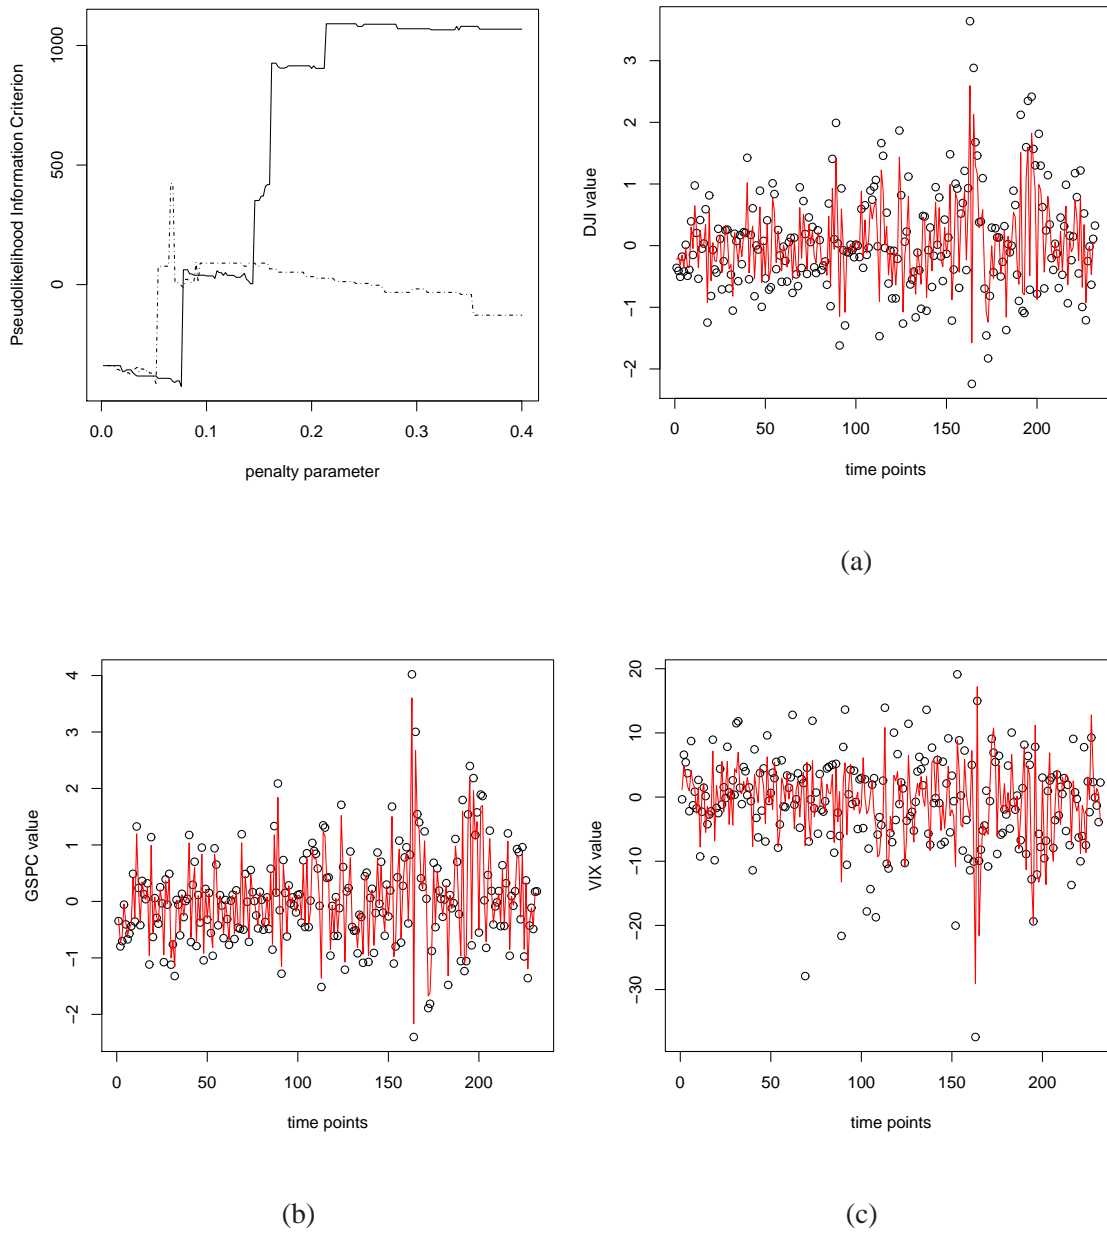 Pseudolikelihood Information Criterion
1000
500
0
0.0 0.1 0.2 0.3 0.4
penalty parameter
DJI value
3
2
1
0
−1
−2
0 50 100 150 200
time points
(a)
GSPC value
4
3
2
1
0
−1
−2
0 50 100 150 200
time points
(b)
VIX value
20
10
0
−10
−20
−30
0 50 100 150 200
time points
(c)